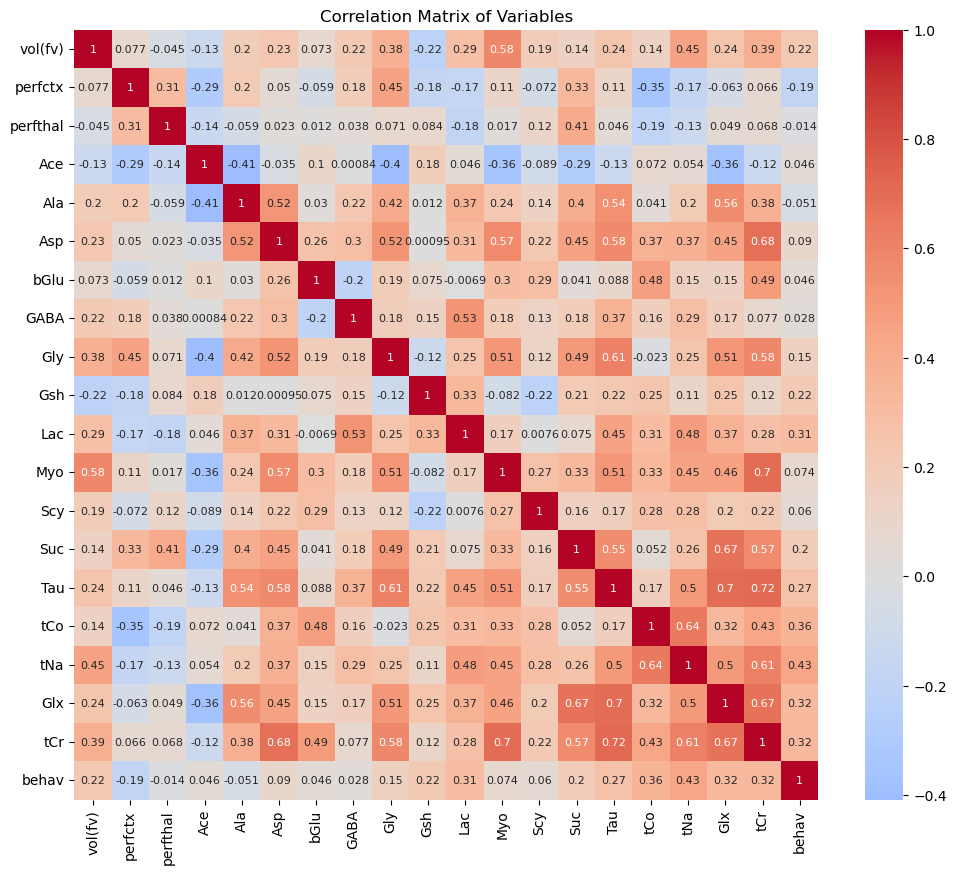 Correlation Matrix of Variables
vol(fv) 1 0.077 -0.045 -0.13 0.2 0.23 0.073 0.22 0.38 -0.22 0.29 0.58 0.19 0.14 0.24 0.14 0.45 0.24 0.39 0.22
perfctx 0.077 1 0.31 -0.29 0.2 0.05 -0.059 0.18 0.45 -0.18 -0.17 0.11 -0.072 0.33 0.11 -0.35 -0.17 -0.063 0.066 -0.19
perfthal -0.045 0.31 1 -0.14 -0.059 0.023 0.012 0.038 0.071 0.084 -0.18 0.017 0.12 0.41 0.046 -0.19 -0.13 0.049 0.068 -0.014
Ace -0.13 -0.29 -0.14 1 -0.41 -0.035 0.1 0.00084 -0.4 0.18 0.046 -0.36 -0.089 -0.29 -0.13 0.072 0.054 -0.36 -0.12 0.046
Ala 0.2 0.2 -0.059 -0.41 1 0.52 0.03 0.22 0.42 0.012 0.37 0.24 0.14 0.4 0.54 0.041 0.2 0.56 0.38 -0.051
Asp 0.23 0.05 0.023 -0.035 0.52 1 0.26 0.3 0.52 0.00095 0.31 0.57 0.22 0.45 0.58 0.37 0.37 0.45 0.68 0.09
bGlu 0.073 -0.059 0.012 0.1 0.03 0.26 1 -0.2 0.19 0.075 -0.0069 0.3 0.29 0.041 0.088 0.48 0.15 0.15 0.49 0.046
GABA 0.22 0.18 0.038 0.00084 0.22 0.3 -0.2 1 0.18 0.15 0.53 0.18 0.13 0.18 0.37 0.16 0.29 0.17 0.077 0.028
Gly 0.38 0.45 0.071 -0.4 0.42 0.52 0.19 0.18 1 -0.12 0.25 0.51 0.12 0.49 0.61 -0.023 0.25 0.51 0.58 0.15
Gsh -0.22 -0.18 0.084 0.18 0.012 0.00095 0.075 0.15 -0.12 1 0.33 -0.082 -0.22 0.21 0.22 0.25 0.11 0.25 0.12 0.22
Lac 0.29 -0.17 -0.18 0.046 0.37 0.31 -0.0069 0.53 0.25 0.33 1 0.17 0.0076 0.075 0.45 0.31 0.48 0.37 0.28 0.31
Myo 0.58 0.11 0.017 -0.36 0.24 0.57 0.3 0.18 0.51 -0.082 0.17 1 0.27 0.33 0.51 0.33 0.45 0.46 0.7 0.074
Scy 0.19 -0.072 0.12 -0.089 0.14 0.22 0.29 0.13 0.12 -0.22 0.0076 0.27 1 0.16 0.17 0.28 0.28 0.2 0.22 0.06
Suc 0.14 0.33 0.41 -0.29 0.4 0.45 0.041 0.18 0.49 0.21 0.075 0.33 0.16 1 0.55 0.052 0.26 0.67 0.57 0.2
Tau 0.24 0.11 0.046 -0.13 0.54 0.58 0.088 0.37 0.61 0.22 0.45 0.51 0.17 0.55 1 0.17 0.5 0.7 0.72 0.27
tCo 0.14 -0.35 -0.19 0.072 0.041 0.37 0.48 0.16 -0.023 0.25 0.31 0.33 0.28 0.052 0.17 1 0.64 0.32 0.43 0.36
tNa 0.45 -0.17 -0.13 0.054 0.2 0.37 0.15 0.29 0.25 0.11 0.48 0.45 0.28 0.26 0.5 0.64 1 0.5 0.61 0.43
Glx 0.24 -0.063 0.049 -0.36 0.56 0.45 0.15 0.17 0.51 0.25 0.37 0.46 0.2 0.67 0.7 0.32 0.5 1 0.67 0.32
tCr 0.39 0.066 0.068 -0.12 0.38 0.68 0.49 0.077 0.58 0.12 0.28 0.7 0.22 0.57 0.72 0.43 0.61 0.67 1 0.32
behav 0.22 -0.19 -0.014 0.046 -0.051 0.09 0.046 0.028 0.15 0.22 0.31 0.074 0.06 0.2 0.27 0.36 0.43 0.32 0.32 1
vol(fv) perfctx perfthal Ace Ala Asp bGlu GABA Gly Gsh Lac Myo Scy Suc Tau tCo tNa Glx tCr behav
1.0
0.8
0.6
0.4
0.2
0.0
−0.2
−0.4